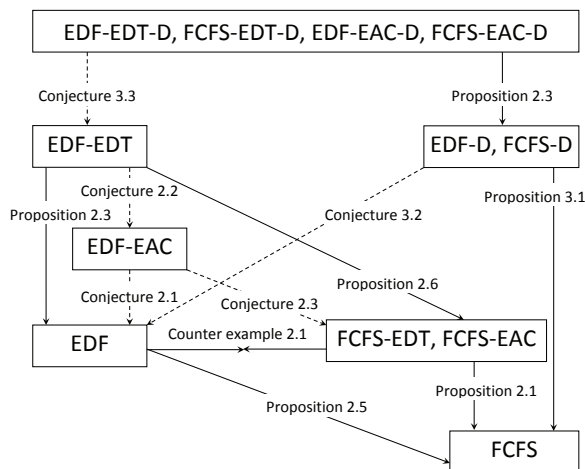 EDF-EDT-D, FCFS-EDT-D, EDF-EAC-D, FCFS-EAC-D
Conjecture 3.3
Proposition 2.3
EDF-EDT
EDF-D, FCFS-D
Conjecture 2.2
Proposition 3.1
Proposition 2.3
Conjecture 3.2
EDF-EAC
Proposition 2.6
Conjecture 2.1
Conjecture 2.3
Counter example 2.1
EDF
FCFS-EDT, FCFS-EAC
Proposition 2.1
Proposition 2.5
FCFS